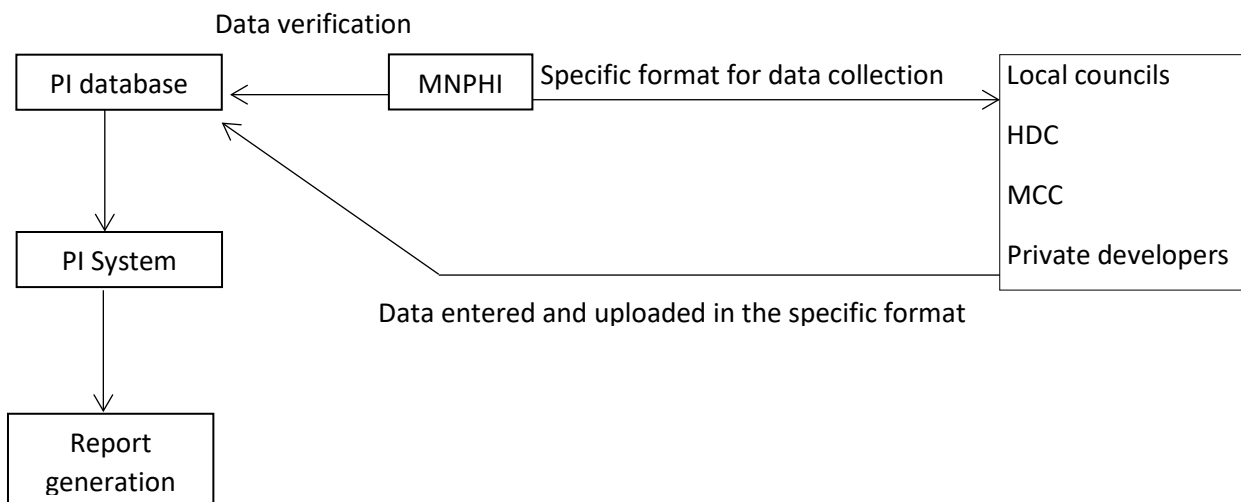 Data verification
PI database
MNPHI
Specific format for data collection
Local councils
HDC
MCC
Private developers
PI System
Data entered and uploaded in the specific format
Report
generation